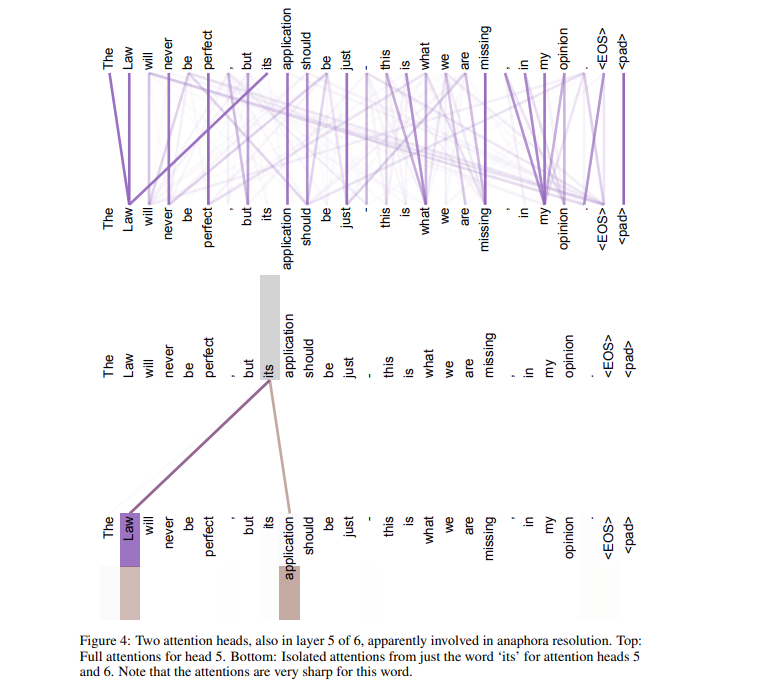 The Law will never be perfect , but its application should be just - this is what we are missing , in my opinion . <EOS> <pad>
The Law will never be perfect , but its application should be just - this is what we are missing , in my opinion . <EOS> <pad>
The Law will never be perfect , but its application should be just - this is what we are missing , in my opinion . <EOS> <pad>
The Law will never be perfect , but its application should be just - this is what we are missing , in my opinion . <EOS> <pad>
Figure 4: Two attention heads, also in layer 5 of 6, apparently involved in anaphora resolution. Top:
Full attentions for head 5. Bottom: Isolated attentions from just the word ‘its’ for attention heads 5
and 6. Note that the attentions are very sharp for this word.